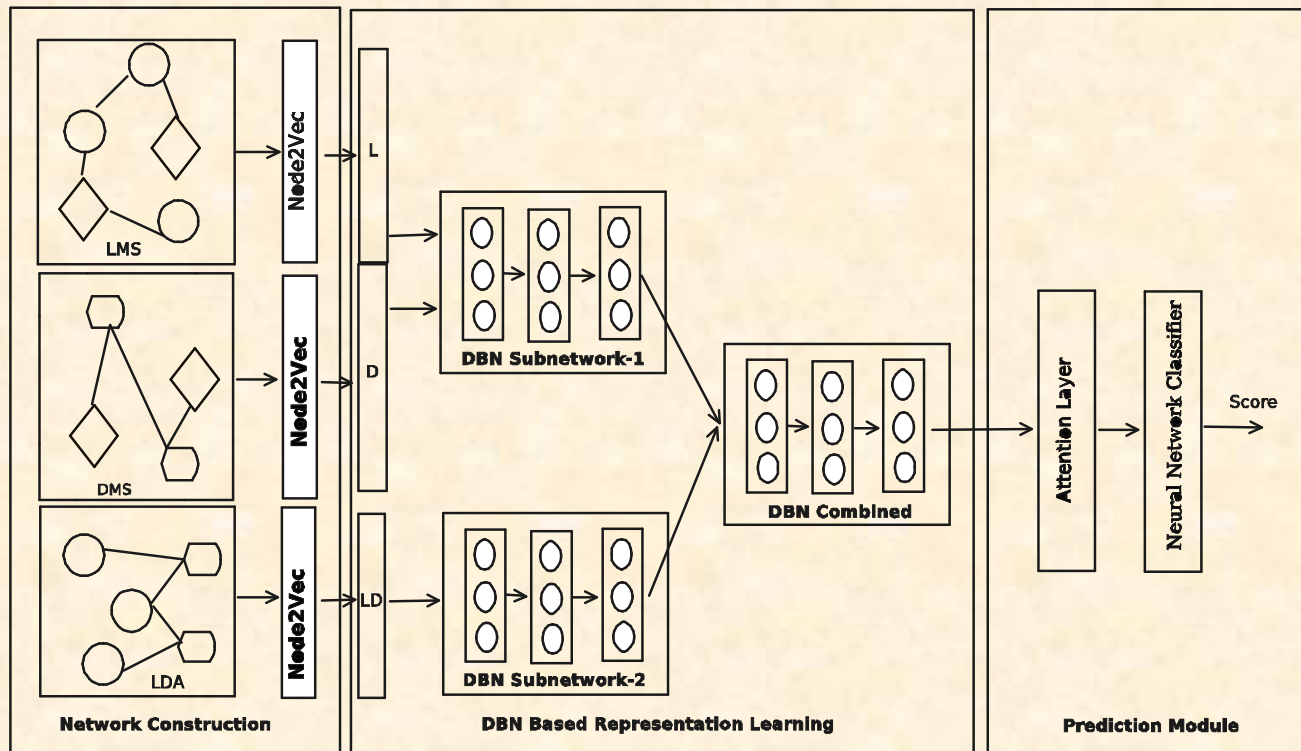 LMS
Node2Vec
DMS
Node2Vec
LDA
Node2Vec
Network Construction
L
D
LD
DBN Subnetwork-1
DBN Subnetwork-2
DBN Combined
DBN Based Representation Learning
Attention Layer
Neural Network Classifier
Score
Prediction Module